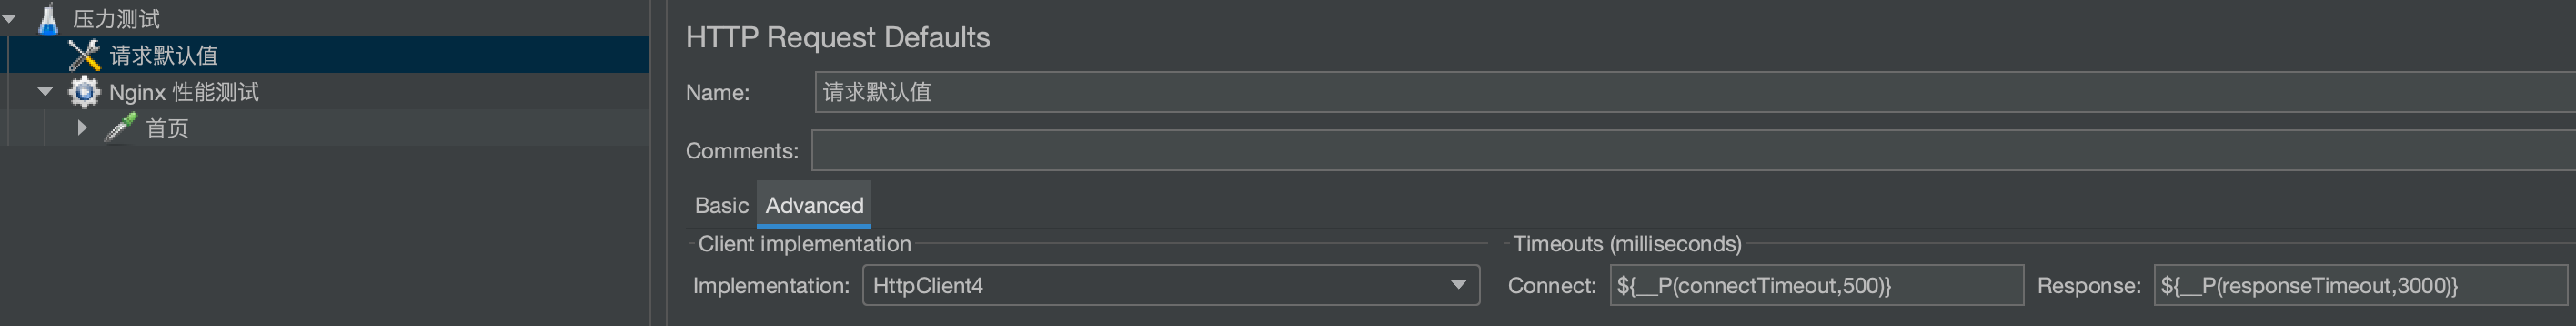 压力测试
请求默认值
Nginx 性能测试
首页
HTTP Request Defaults
Name: 请求默认值
Comments:
Basic Advanced
Client implementation
Implementation: HttpClient4
Timeouts (milliseconds)
Connect: ${__P(connectTimeout,500)} Response: ${__P(responseTimeout,3000)}